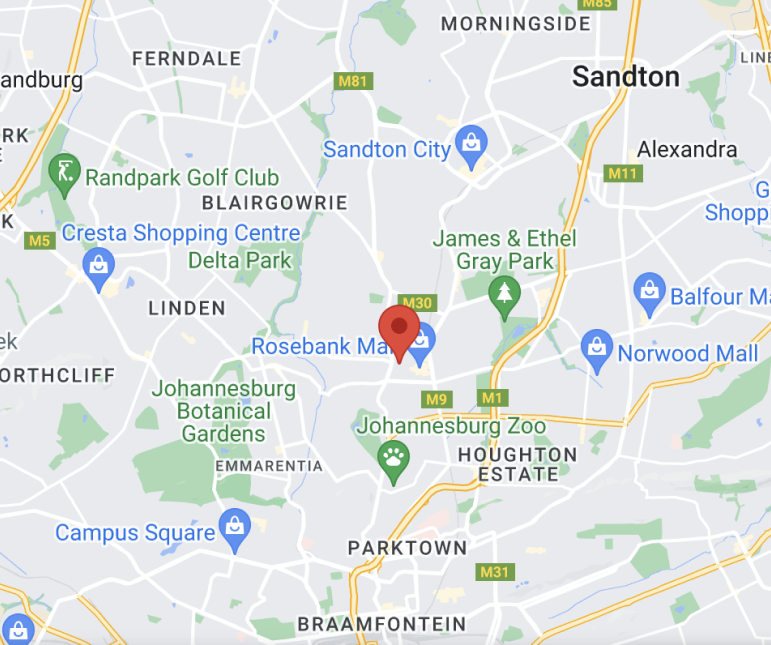 M85
MORNINGSIDE
FERNDALE
LINE
Sandton
andburg
M81
RK
E
Sandton City
Alexandra
M11
Randpark Golf Club
BLAIRGOWRIE
G
Shopp
K
M5
Cresta Shopping Centre
James & Ethel
Gray Park
Delta Park
M30
Balfour Ma
LINDEN
ek
Rosebank Mal
Norwood Mall
ORTHCLIFF
Johannesburg
Botanical
Gardens
M9
M1
Johannesburg Zoo
HOUGHTON
ESTATE
EMMARENTIA
Campus Square
PARKTOWN
M31
BRAAMFONTEIN